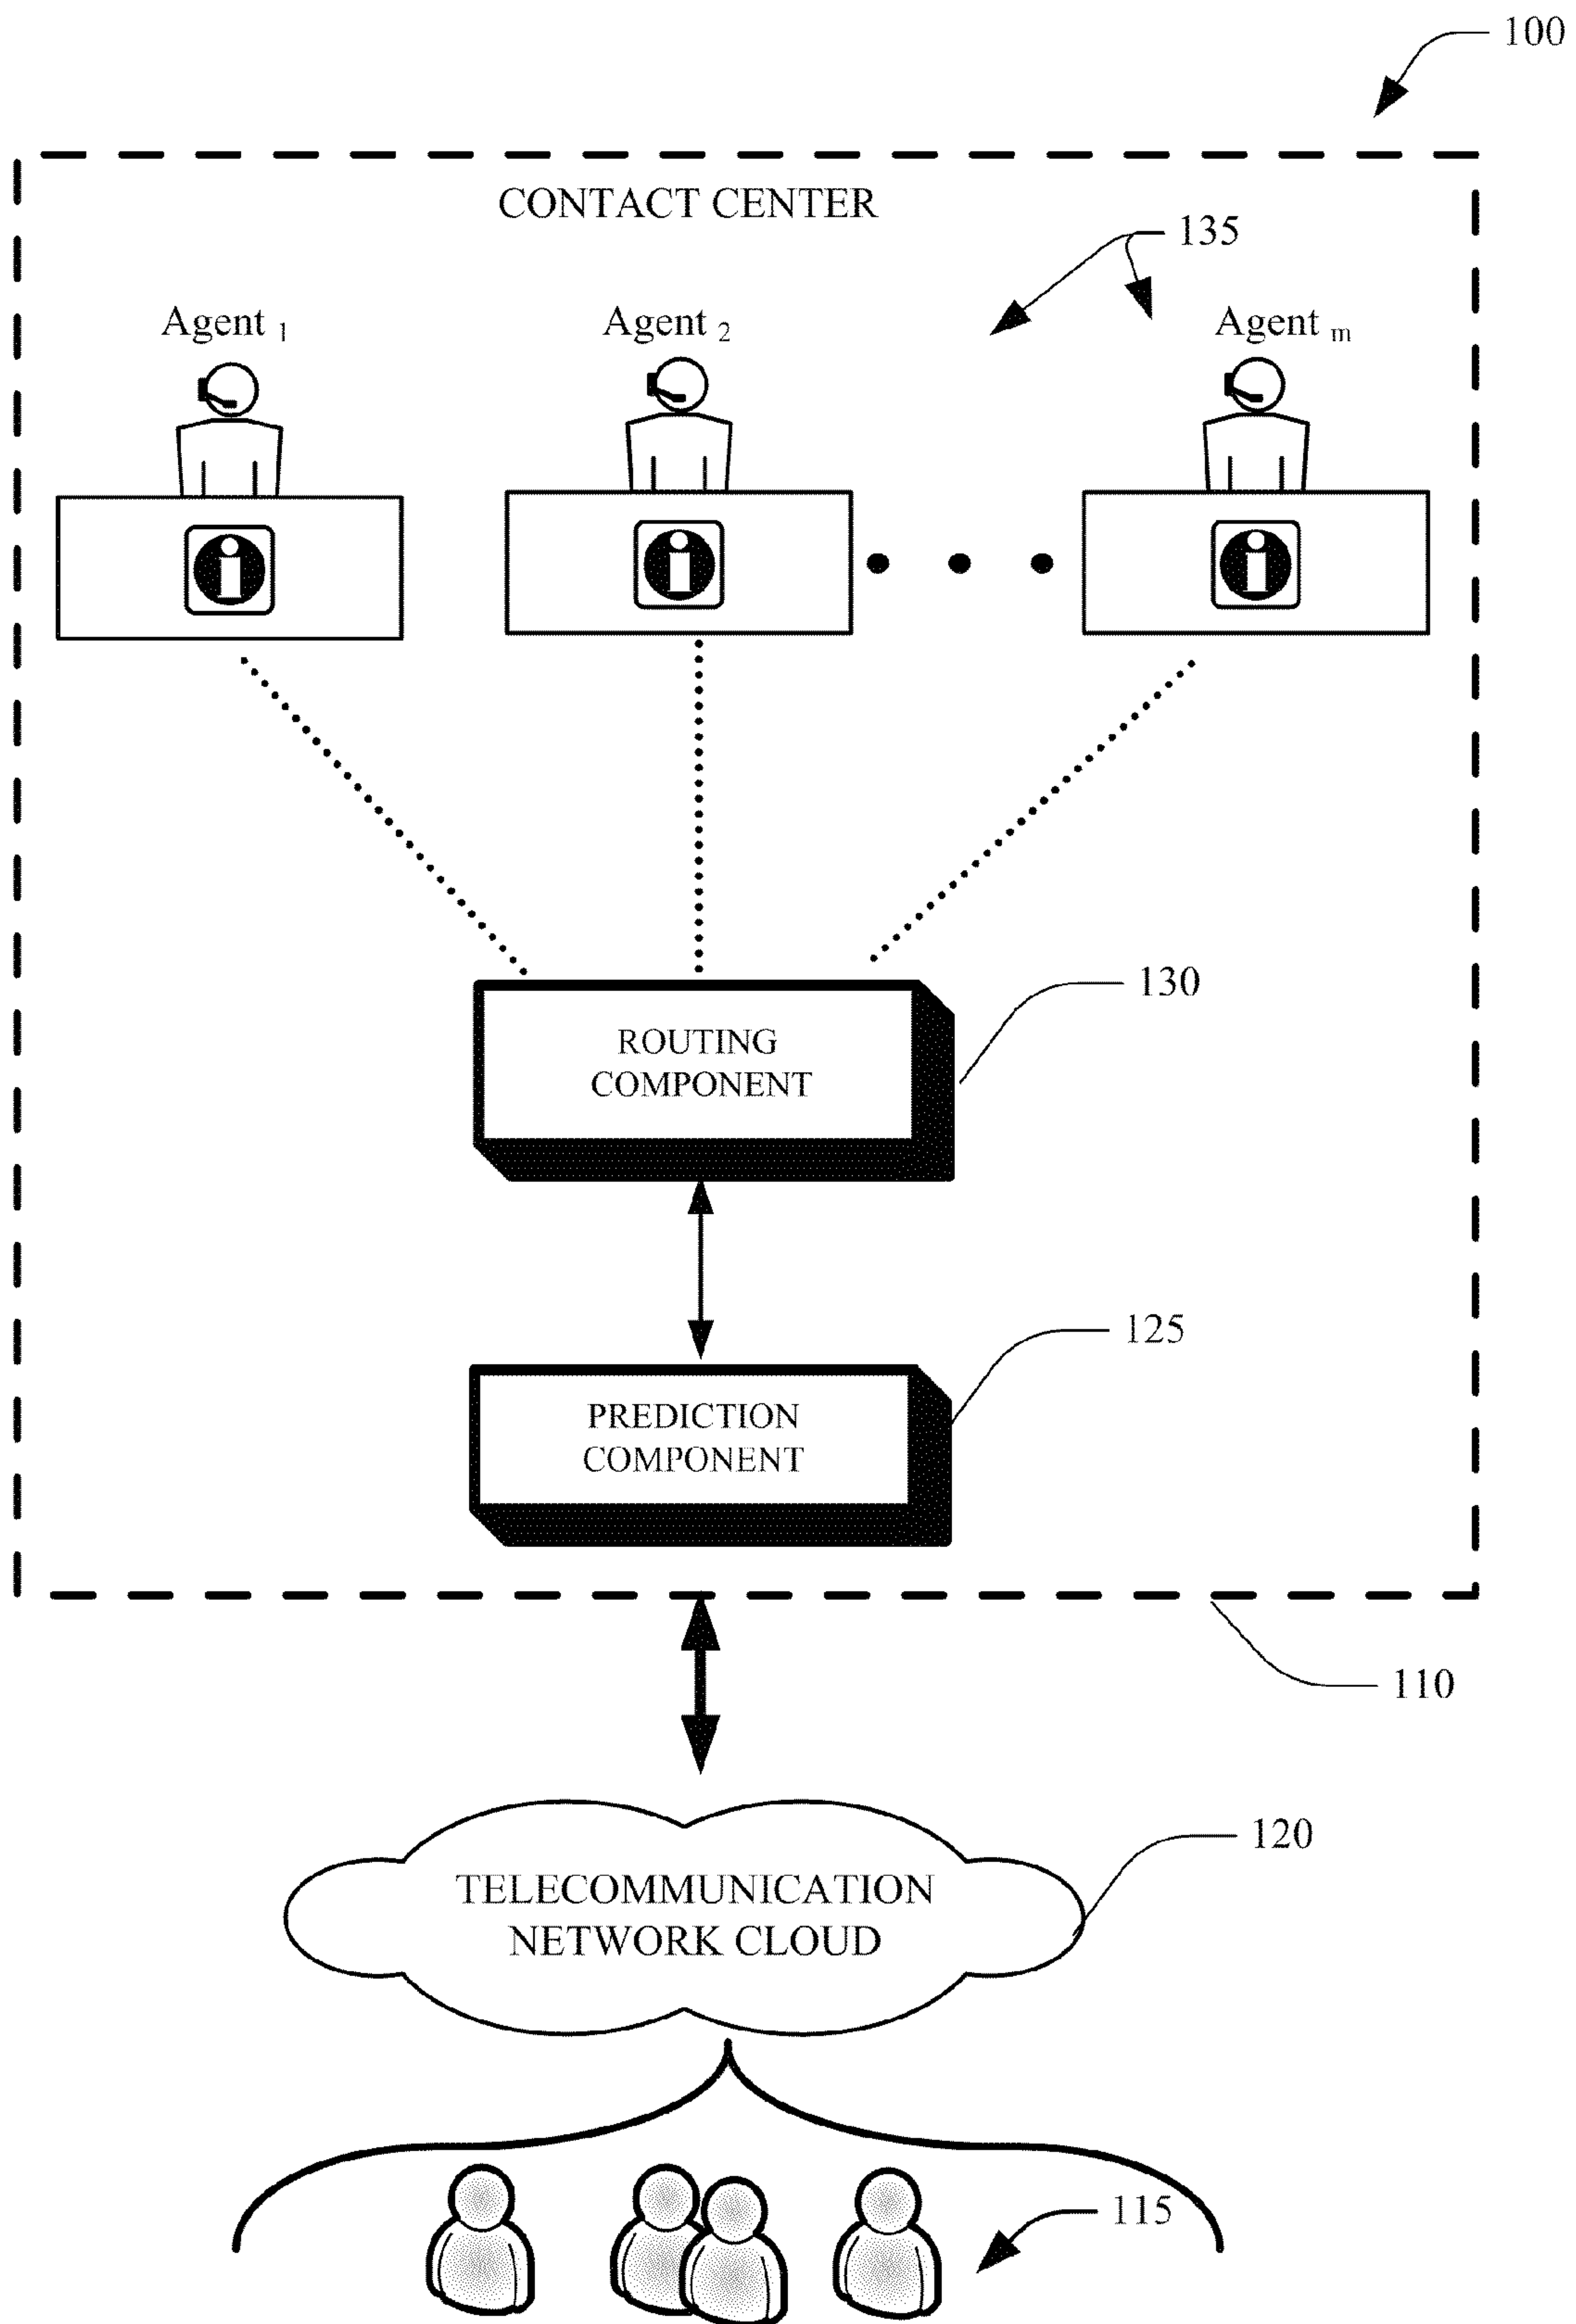 100
CONTACT CENTER
135
Agent 1
Agent 2
Agent m
130
ROUTING
COMPONENT
125
PREDICTION
COMPONENT
110
120
TELECOMMUNICATION
NETWORK CLOUD
115